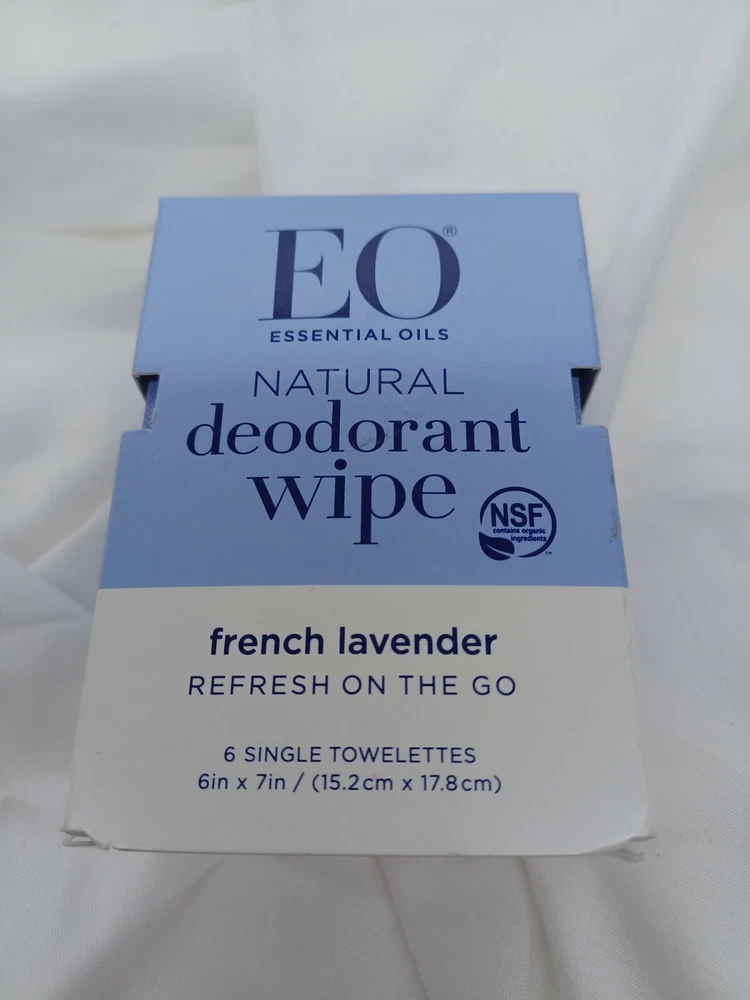 EO®
ESSENTIAL OILS
NATURAL
deodorant
wipe
NSF
contains organic
ingredients
™
french lavender
REFRESH ON THE GO
6 SINGLE TOWELETTES
6in x 7in / (15.2cm x 17.8cm)